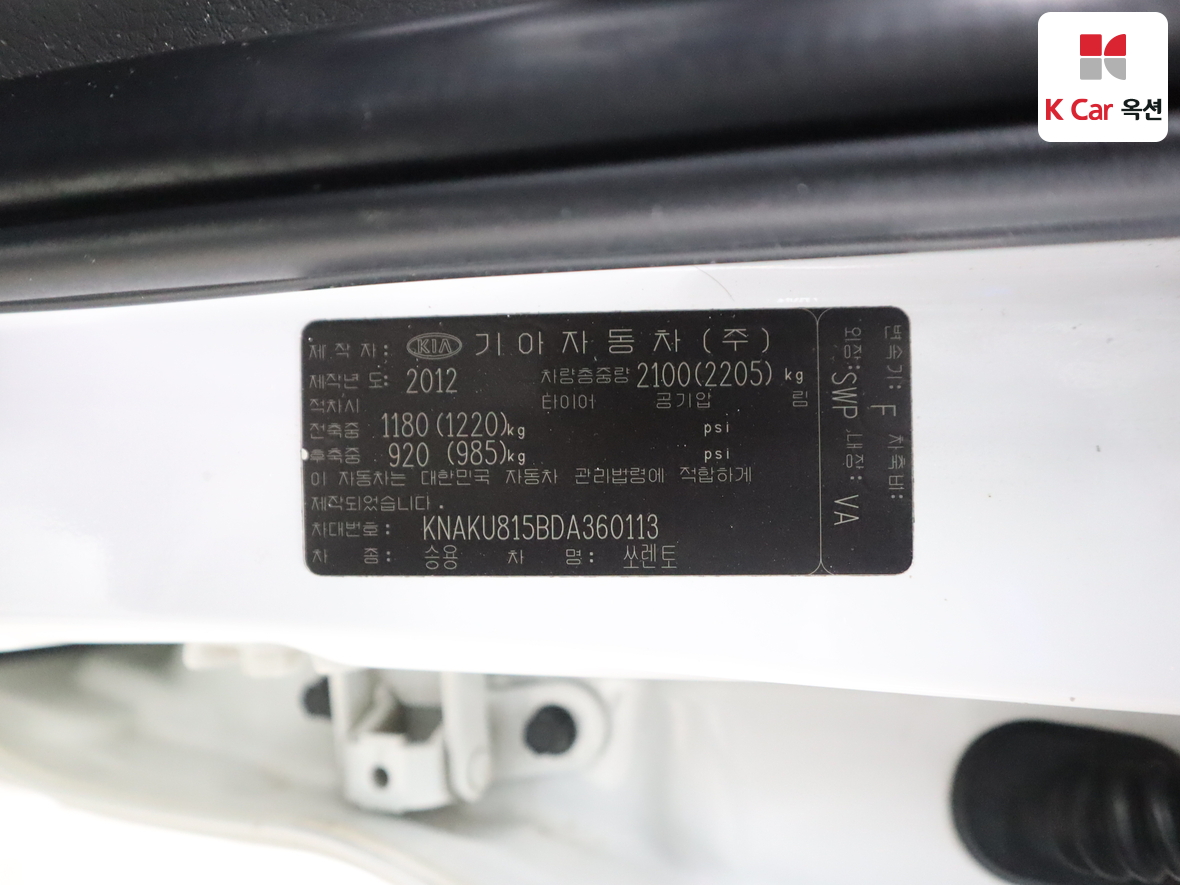 K Car 옥션
제 작 자 : KIA 기 아 자 동 차 ( 주 )
제작년 도: 2012 차량총중량 2100(2205) kg
적차시 타이어 공기압 림
전축중 1180 (1220)kg psi
후축중 920 (985)kg psi
이 자동차는 대한민국 자동차 관리법령에 적합하게
제작되었습니다.
차대번호: KNAKU815BDA360113
차 종: 승용 차 명: 쏘렌토
변속기: F 차축비:
외장:SWP 내장: VA